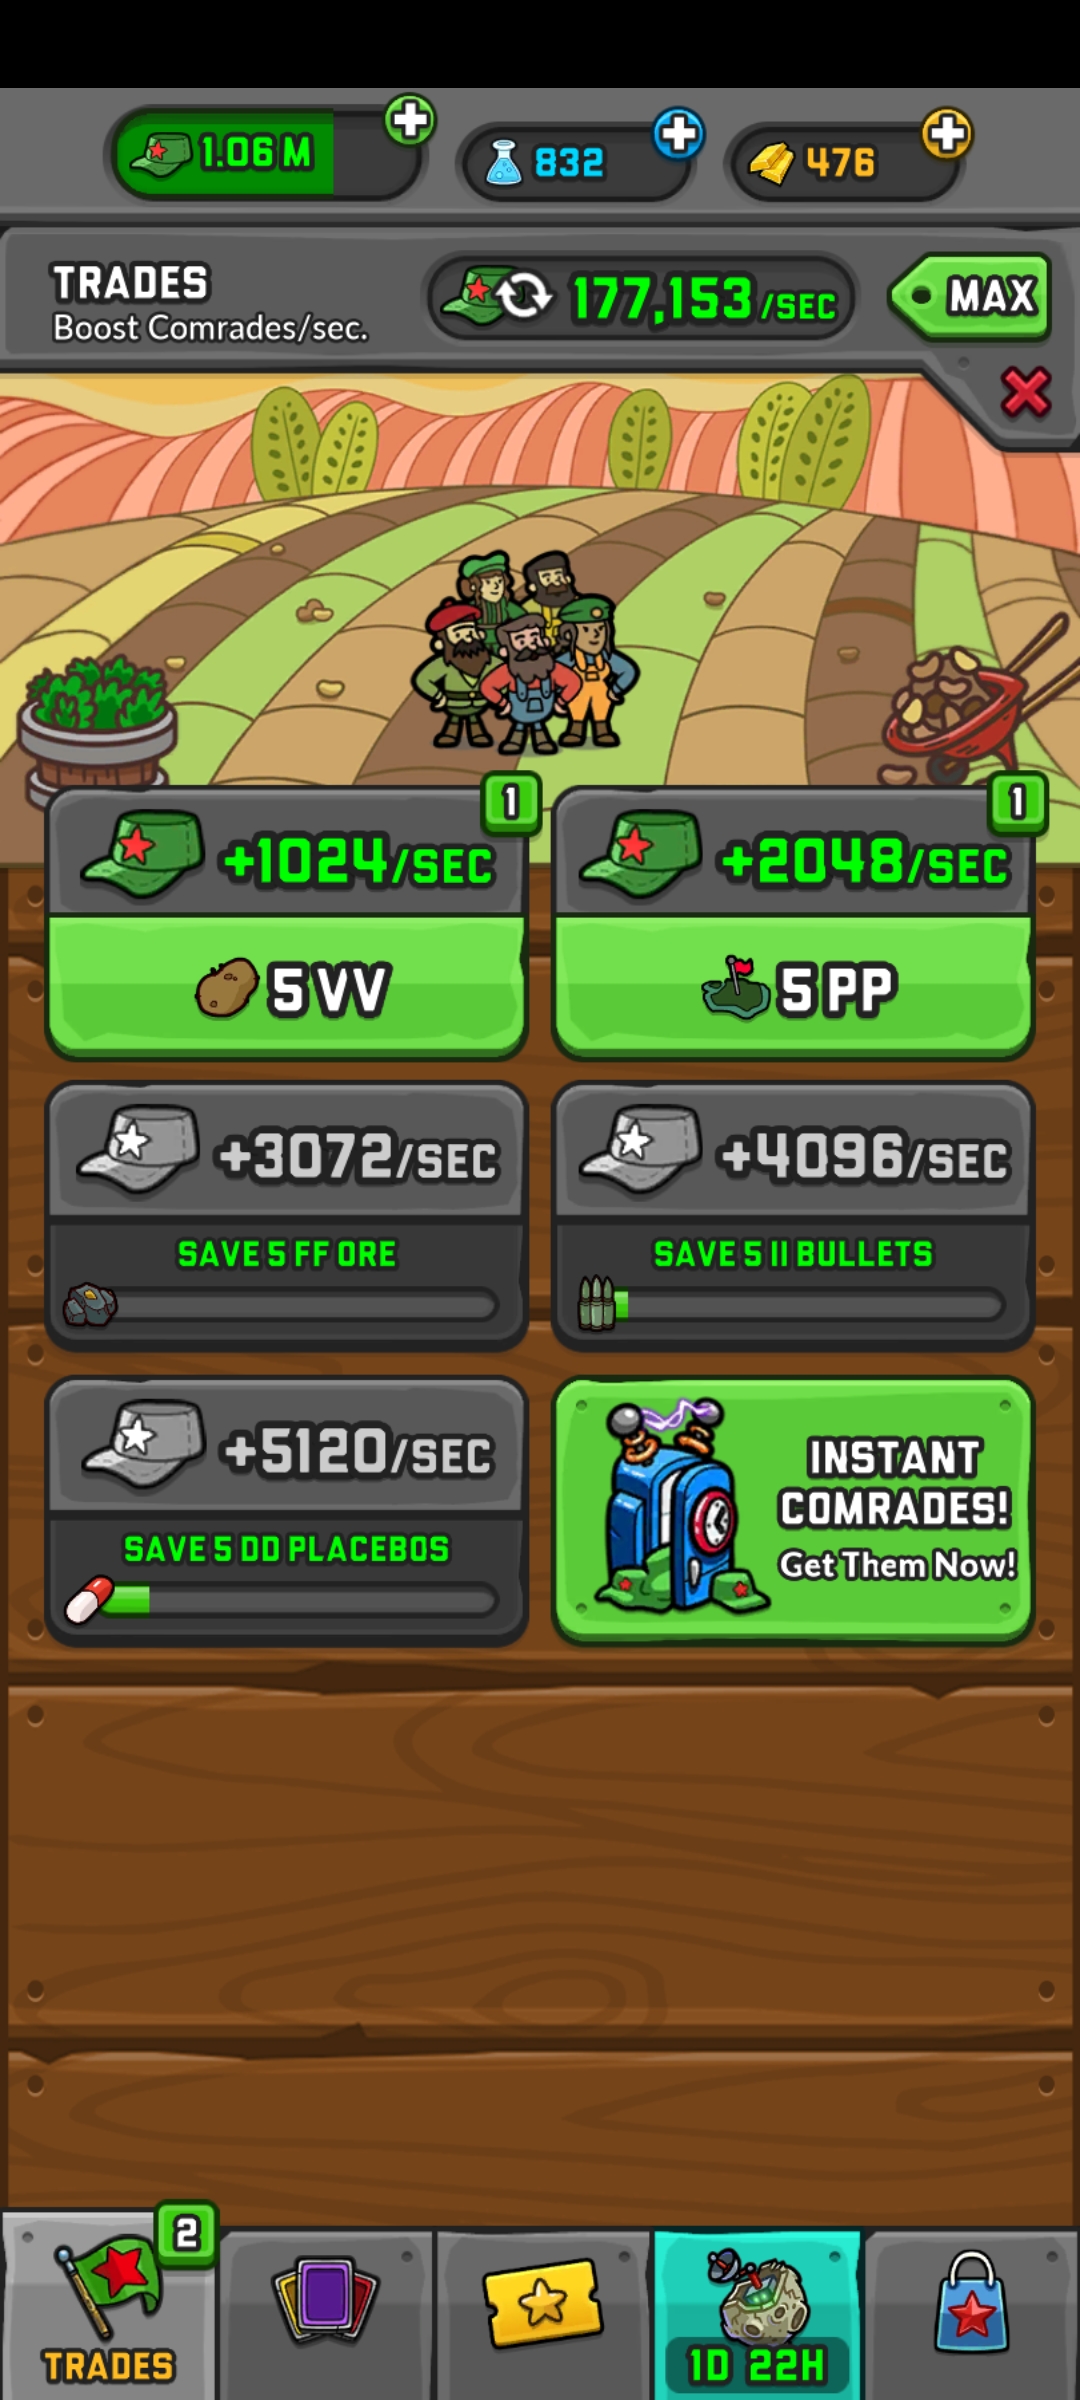 1.06 M
832
476
TRADES
Boost Comrades/sec.
177,153/SEC
MAX
1
1
+1024/SEC
+2048/SEC
5 VV
5 PP
+3072/SEC
+4096/SEC
SAVE 5 FF ORE
SAVE 5 II BULLETS
+5120/SEC
SAVE 5 DD PLACEBOS
INSTANT
COMRADES!
Get Them Now!
2
TRADES
1D 22H